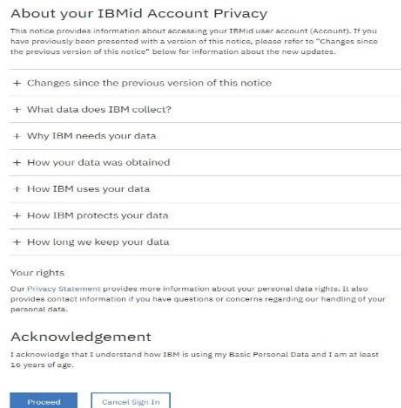 About your IBMid Account Privacy
This notice provides information about accessing your IBMid user account (Account). If you
have previously been presented with a version of this notice, please refer to "Changes since
the previous version of this notice" below for information about the new updates.
+ Changes since the previous version of this notice
+ What data does IBM collect?
+ Why IBM needs your data
+ How your data was obtained
+ How IBM uses your data
+ How IBM protects your data
+ How long we keep your data
Your rights
Our Privacy Statement provides more information about your personal data rights. It also
provides contact information if you have questions or concerns regarding our handling of your
personal data.
Acknowledgement
I acknowledge that I understand how IBM is using my Basic Personal Data and I am at least
16 years of age.
Proceed Cancel Sign In